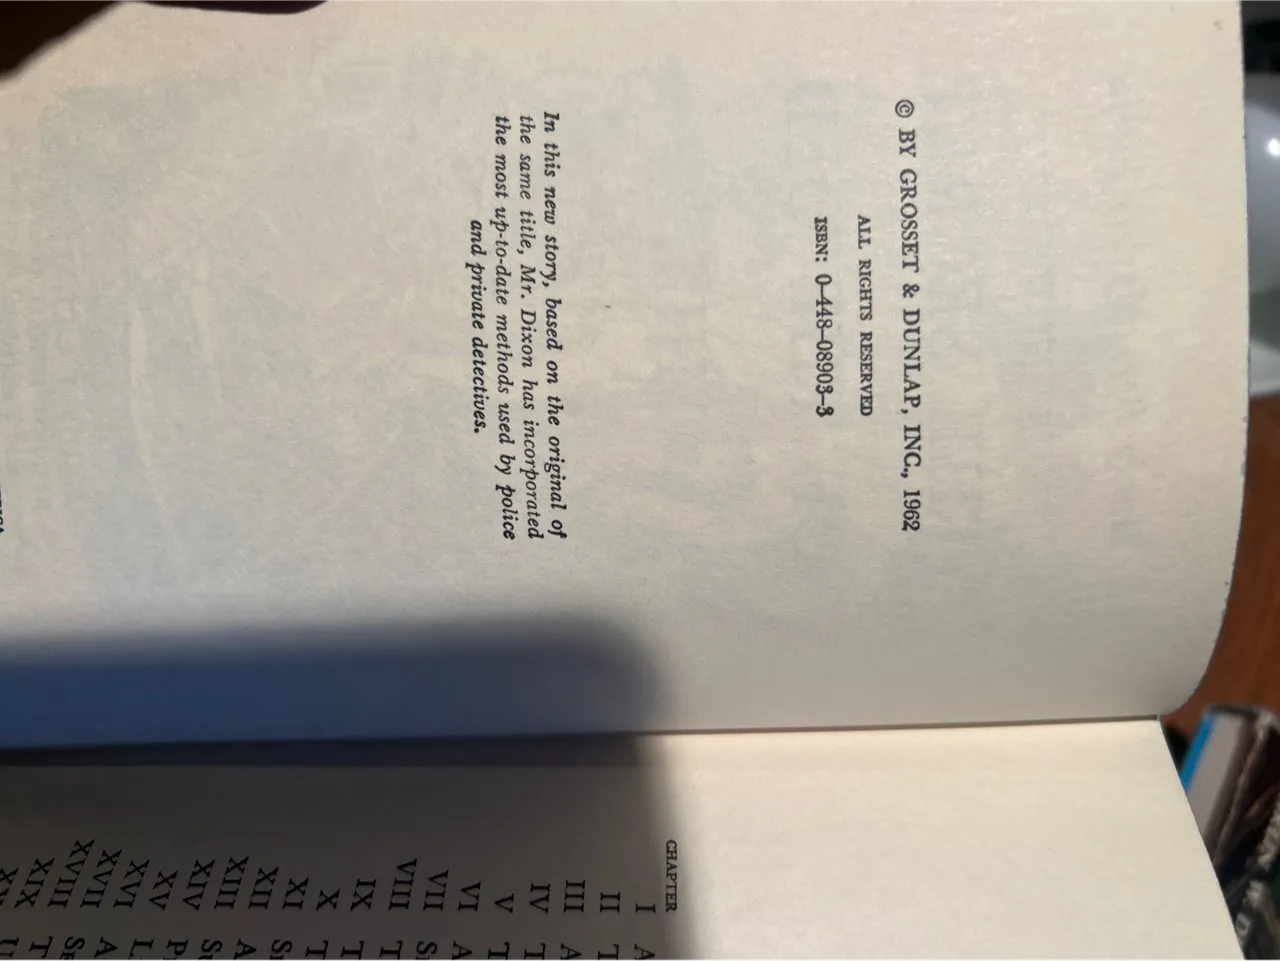 © BY GROSSET & DUNLAP, INC., 1962
ALL RIGHTS RESERVED
ISBN: 0-448-08903-3
In this new story, based on the original of
the same title, Mr. Dixon has incorporated
the most up-to-date methods used by police
and private detectives.
CHAPTER
I A
II T
III A
IV T
V T
VI A
VII S
VIII T
IX T
X T
XI S
XII A
XIII A
XIV S
XV P
XVI L
XVII A
XVIII S
XIX T